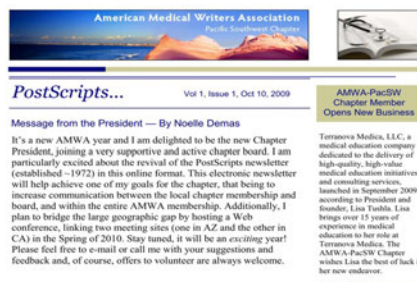 American Medical Writers Association
Pacific Southwest Chapter
PostScripts...
Vol 1, Issue 1, Oct 10, 2009
Message from the President — By Noelle Demas
It's a new AMWA year and I am delighted to be the new Chapter
President, joining a very supportive and active chapter board. I am
particularly excited about the revival of the PostScripts newsletter
(established ~1972) in this online format. This electronic newsletter
will help achieve one of my goals for the chapter, that being to
increase communication between the local chapter membership and
board, and within the entire AMWA membership. Additionally, I
plan to bridge the large geographic gap by hosting a Web
conference, linking two meeting sites (one in AZ and the other in
CA) in the Spring of 2010. Stay tuned, it will be an exciting year!
Please feel free to e-mail or call me with your suggestions and
feedback and, of course, offers to volunteer are always welcome.
AMWA-PacSW
Chapter Member
Opens New Business
Terranova Medica, LLC, a
medical education company
dedicated to the delivery of
high-quality, high-value
medical education initiatives
and consulting services,
launched in September 2009
according to President and
founder, Lisa Tushla. Lisa
brings over 15 years of
experience in medical
education to her role at
Terranova Medica. The
AMWA-PacSW Chapter
wishes Lisa the best of luck i
her new endeavor.